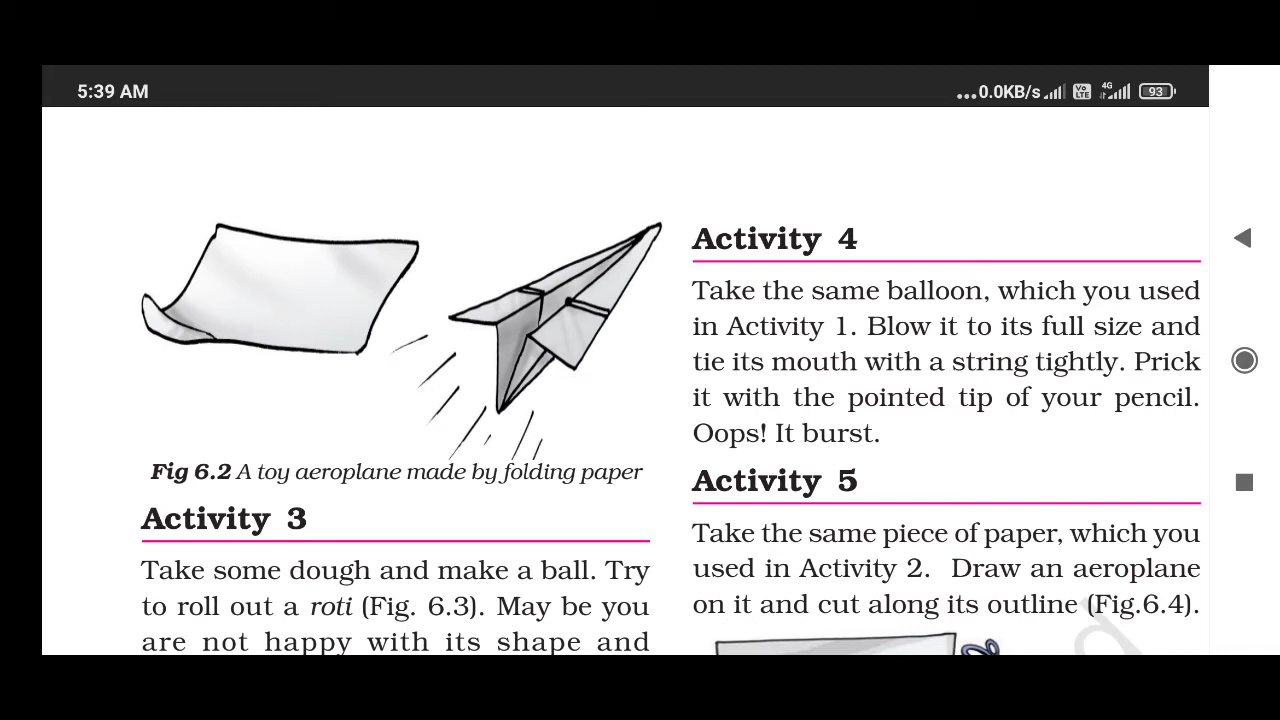 5:39 AM
...0.0KB/s Vo LTE 4G 93
Fig 6.2 A toy aeroplane made by folding paper
Activity 3
Take some dough and make a ball. Try
to roll out a roti (Fig. 6.3). May be you
are not happy with its shape and
Activity 4
Take the same balloon, which you used
in Activity 1. Blow it to its full size and
tie its mouth with a string tightly. Prick
it with the pointed tip of your pencil.
Oops! It burst.
Activity 5
Take the same piece of paper, which you
used in Activity 2. Draw an aeroplane
on it and cut along its outline (Fig.6.4).